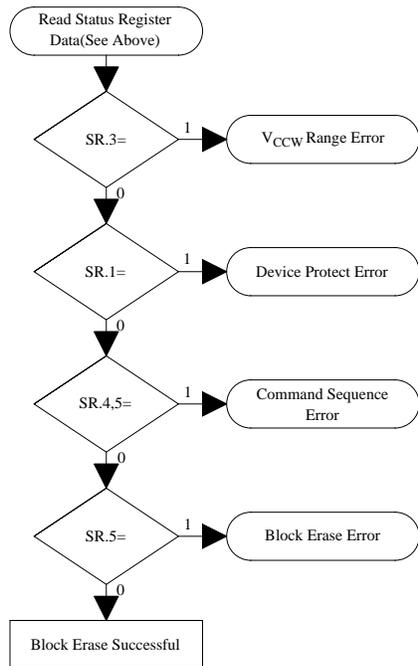 Read Status Register
Data(See Above)
SR.3=
1
VCCW Range Error
0
SR.1=
1
Device Protect Error
0
SR.4,5=
1
Command Sequence
Error
0
SR.5=
1
Block Erase Error
0
Block Erase Successful